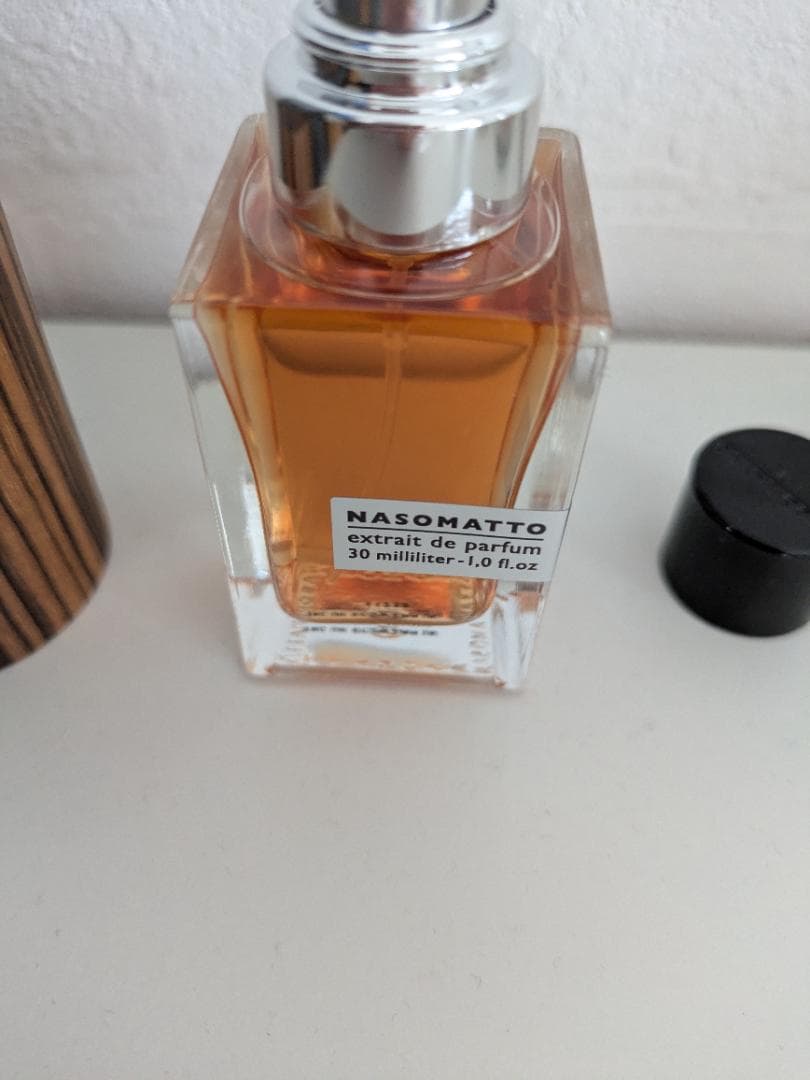 NASOMATTO
extrait de parfum
30 milliliter-1,0 fl.oz